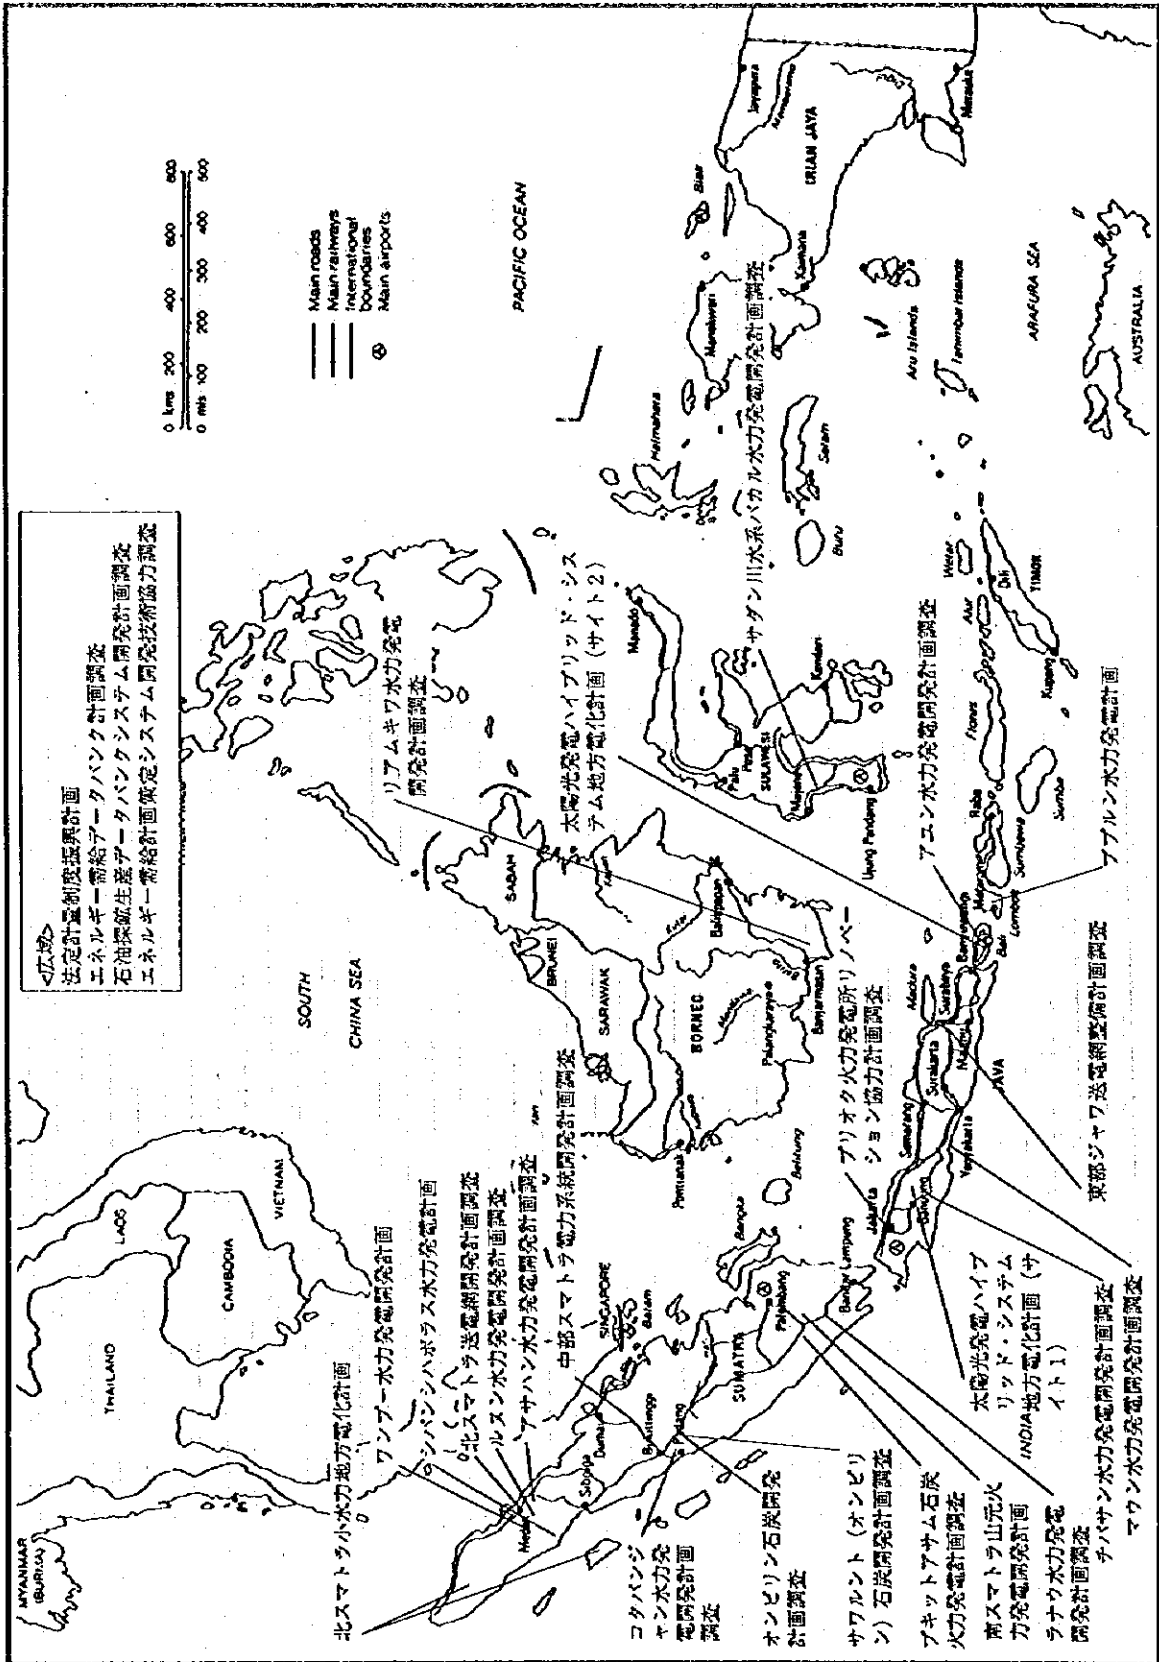 <広域>
法定計量制度振興計画
エネルギー需給データバンク計画調査
石油探鉱生産データバンクシステム開発計画調査
エネルギー需給計画策定システム開発技術協力調査
0 kms 200 400 600 800
0 mls 100 200 300 400 500
Main roads
Main railways
International
boundaries
Main airports
PACIFIC OCEAN
MYANMAR
(BURMA)
THAILAND
LAOS
CAMBODIA
VIETNAM
SOUTH
CHINA SEA
北スマトラ小水力地方電化計画
ワンプー水力発電開発計画
シパンシハポラス水力発電計画
北スマトラ送電網開発計画調査
ルヌン水力発電開発計画調査
アサハン水力発電開発計画調査
中部スマトラ電力系統開発計画調査
リアムキワ水力発電
開発計画調査
太陽光発電ハイブリッド・シス
テム地方電化計画 (サイト2)
サダン川水系バカル水力発電開発計画調査
アユン水力発電開発計画調査
プリオク火力発電所リノベー
ション協力計画調査
コタパンジ
ャン水力発
電開発計画
調査
オンビリン石炭開発
計画調査
サワルント (オンビリ
ン) 石炭開発計画調査
ブキットアサム石炭
火力発電計画調査
南スマトラ山元火
力発電開発計画
ラナウ水力発電
開発計画調査
太陽光発電ハイブ
リッド・システム
地方電化計画 (サ
イト1)
INDIA
チパサン水力発電開発計画調査
マウン水力発電開発計画調査
東部ジャワ送電網整備計画調査
ププルン水力発電計画
SABAH
BRUNEI
SARAWAK
BORNEO
Pontianak
Palangkaraya
Banjarmasin
Balikpapan
SINGAPORE
Batam
Medan
Sibolga
Dumai
Bukittinggi
Padang
SUMATRA
Palembang
Bangka
Belitung
Bandar Lampung
Jakarta
Bandung
Semarang
Surakarta
Yogyakarta
Madiun
Surabaya
Madura
JAVA
Banyuwangi
Bali
Lombok
Mataram
Raba
Sumbawa
Sumba
Flores
Alor
Wetar
Dili
TIMOR
Kupang
Manado
Palu
Poso
SULAWESI
Kendari
Ujung Pandang
Halmahera
Buru
Seram
Manokwari
Biak
Kaimana
Jayapura
IRIAN JAYA
Merauke
Aru Islands
Tanimbar Islands
ARAFURA SEA
AUSTRALIA